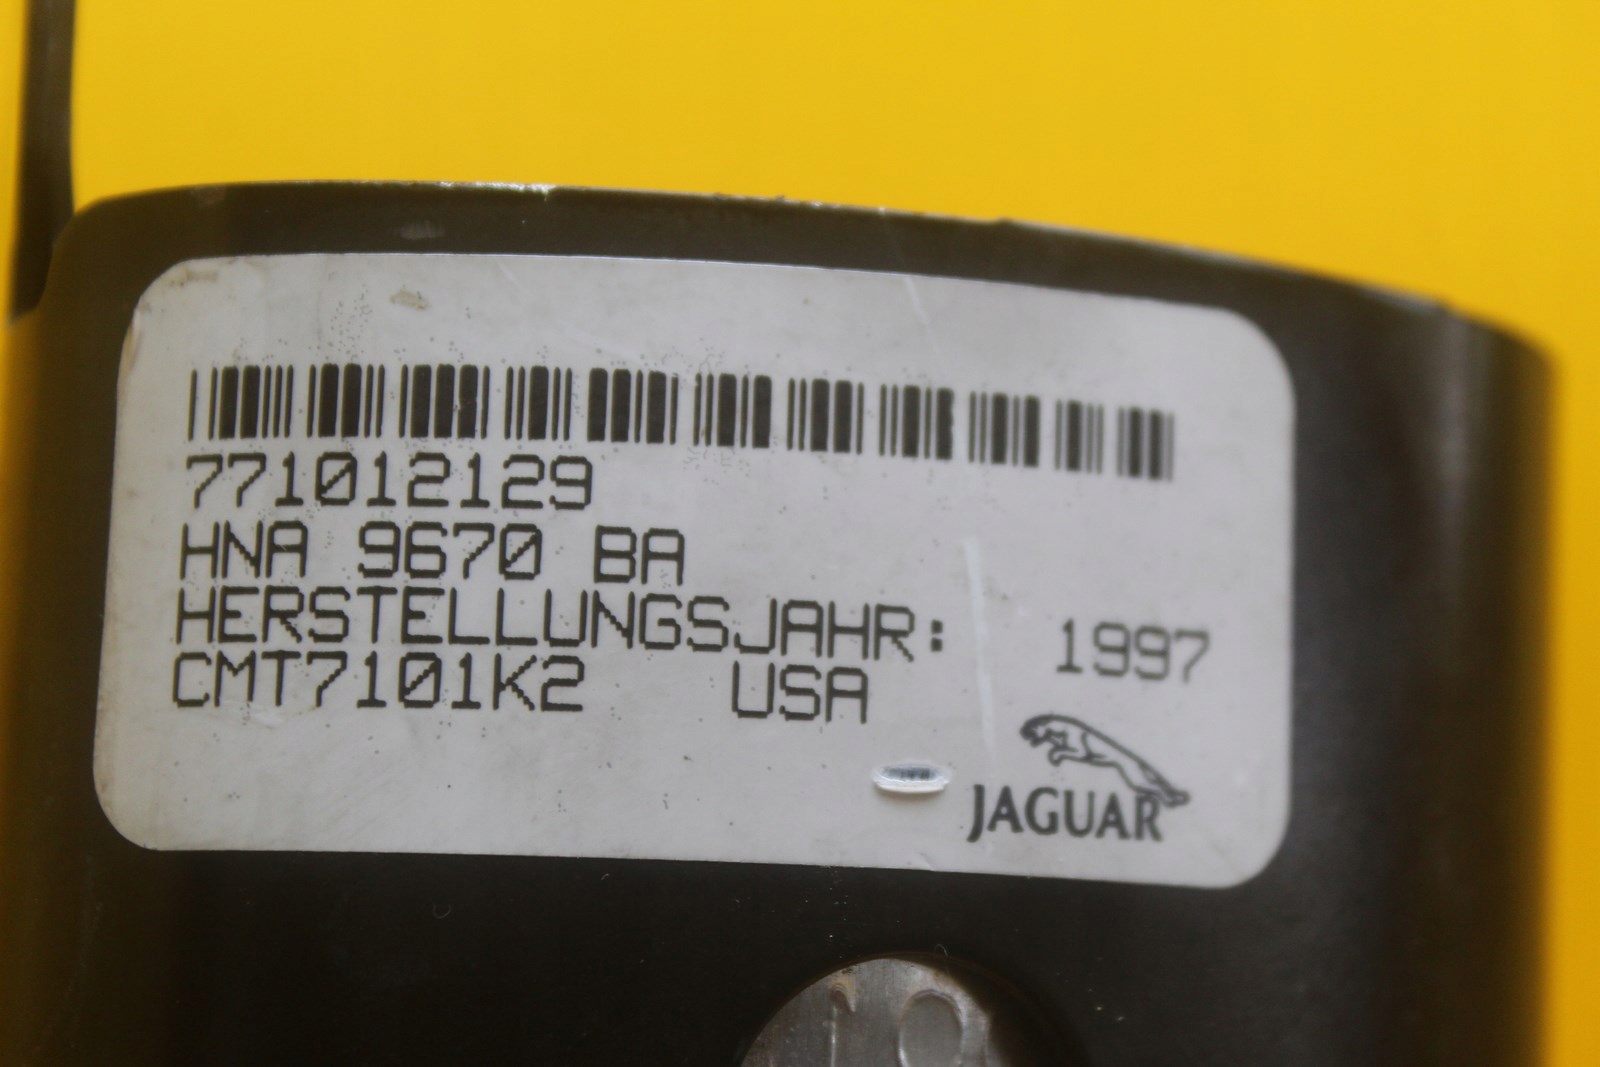 771012129
HNA 9670 BA
HERSTELLUNGSJAHR: 1997
CMT7101K2 USA
JAGUAR